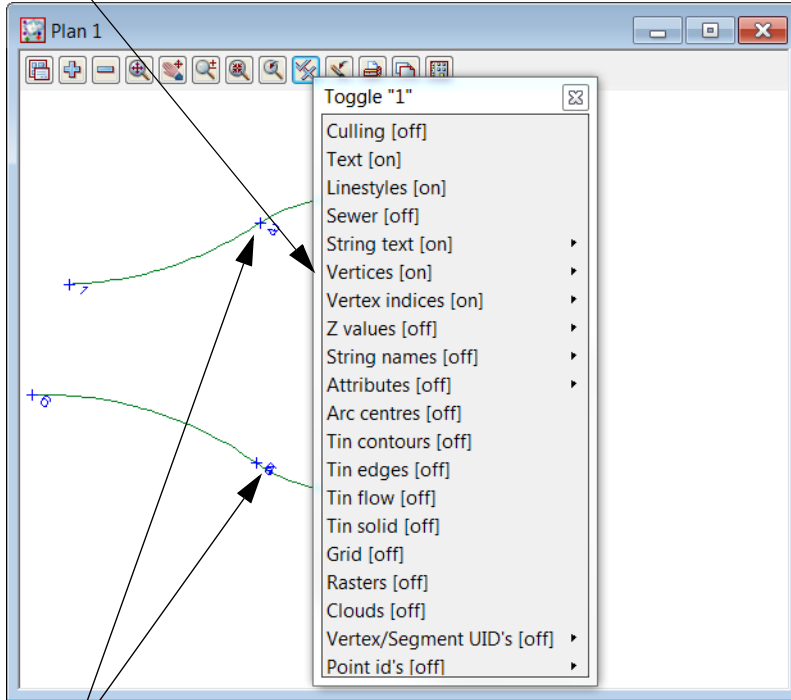 Plan 1
Toggle "1"
Culling [off]
Text [on]
Linestyles [on]
Sewer [off]
String text [on]
Vertices [on]
Vertex indices [on]
Z values [off]
String names [off]
Attributes [off]
Arc centres [off]
Tin contours [off]
Tin edges [off]
Tin flow [off]
Tin solid [off]
Grid [off]
Rasters [off]
Clouds [off]
Vertex/Segment UID's [off]
Point id's [off]